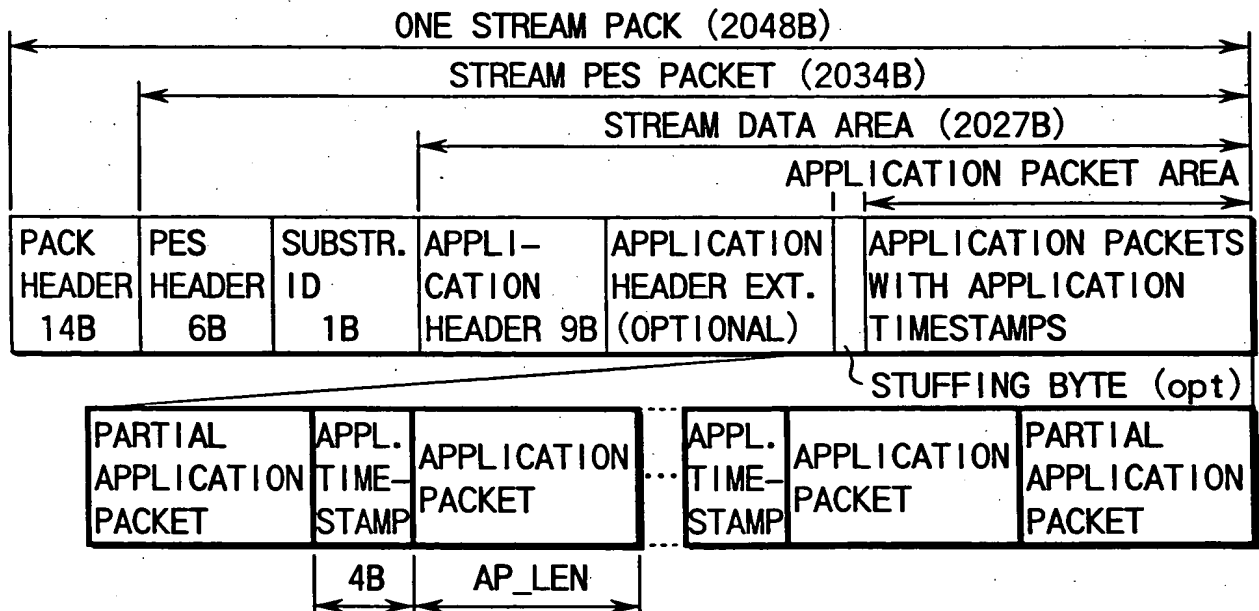 ONE STREAM PACK (2048B)
STREAM PES PACKET (2034B)
STREAM DATA AREA (2027B)
APPLICATION PACKET AREA
PACK
HEADER
14B
PES
HEADER
6B
SUBSTR.
ID
1B
APPLI-
CATION
HEADER 9B
APPLICATION
HEADER EXT.
(OPTIONAL)
APPLICATION PACKETS
WITH APPLICATION
TIMESTAMPS
STUFFING BYTE (opt)
PARTIAL
APPLICATION
PACKET
APPL.
TIME-
STAMP
APPLICATION
PACKET
APPL.
TIME-
STAMP
APPLICATION
PACKET
PARTIAL
APPLICATION
PACKET
4B
AP_LEN